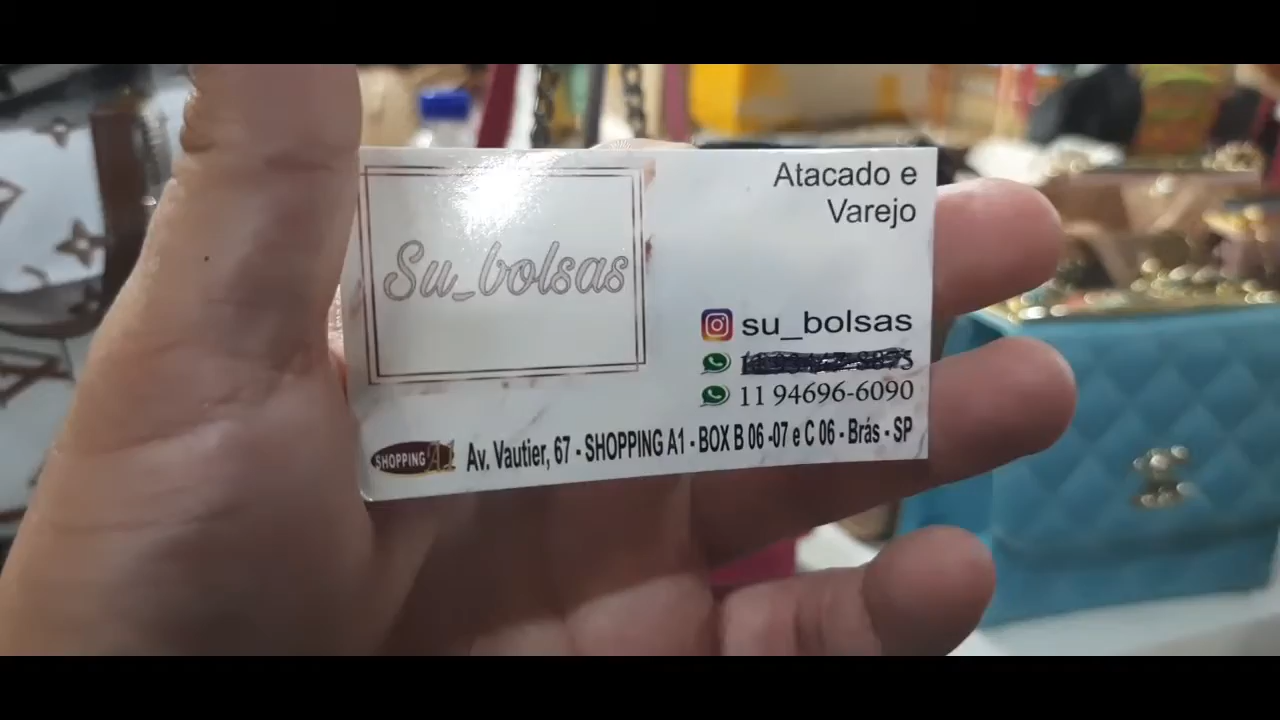 Su_bolsas
Atacado e
Varejo
su_bolsas
11 94696-6090
SHOPPING A1 Av. Vautier, 67 - SHOPPING A1 - BOX B 06 -07 e C 06 - Brás - SP